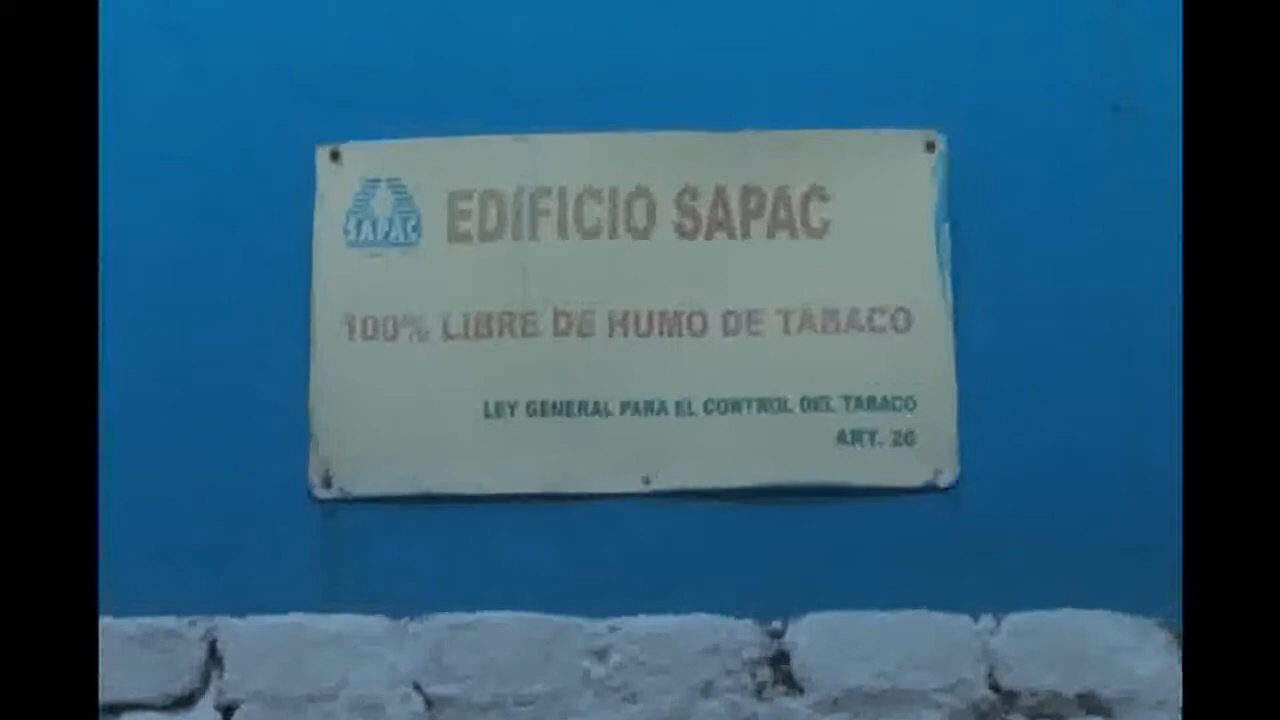 SAPAC
EDIFICIO SAPAC
100% LIBRE DE HUMO DE TABACO
LEY GENERAL PARA EL CONTROL DEL TABACO
ART. 26